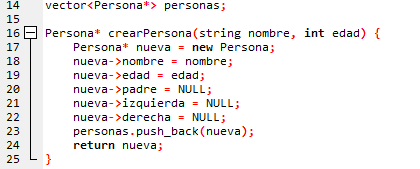 14 vector<Persona*> personas;
15
16 Persona* crearPersona(string nombre, int edad) {
17 Persona* nueva = new Persona;
18 nueva->nombre = nombre;
19 nueva->edad = edad;
20 nueva->padre = NULL;
21 nueva->izquierda = NULL;
22 nueva->derecha = NULL;
23 personas.push_back(nueva);
24 return nueva;
25 }